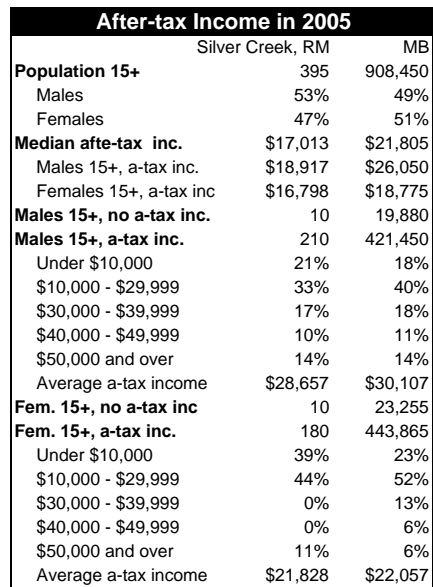 After-tax Income in 2005
Silver Creek, RM MB
Population 15+ 395 908,450
Males 53% 49%
Females 47% 51%
Median afte-tax inc. $17,013 $21,805
Males 15+, a-tax inc. $18,917 $26,050
Females 15+, a-tax inc $16,798 $18,775
Males 15+, no a-tax inc. 10 19,880
Males 15+, a-tax inc. 210 421,450
Under $10,000 21% 18%
$10,000 - $29,999 33% 40%
$30,000 - $39,999 17% 18%
$40,000 - $49,999 10% 11%
$50,000 and over 14% 14%
Average a-tax income $28,657 $30,107
Fem. 15+, no a-tax inc 10 23,255
Fem. 15+, a-tax inc. 180 443,865
Under $10,000 39% 23%
$10,000 - $29,999 44% 52%
$30,000 - $39,999 0% 13%
$40,000 - $49,999 0% 6%
$50,000 and over 11% 6%
Average a-tax income $21,828 $22,057